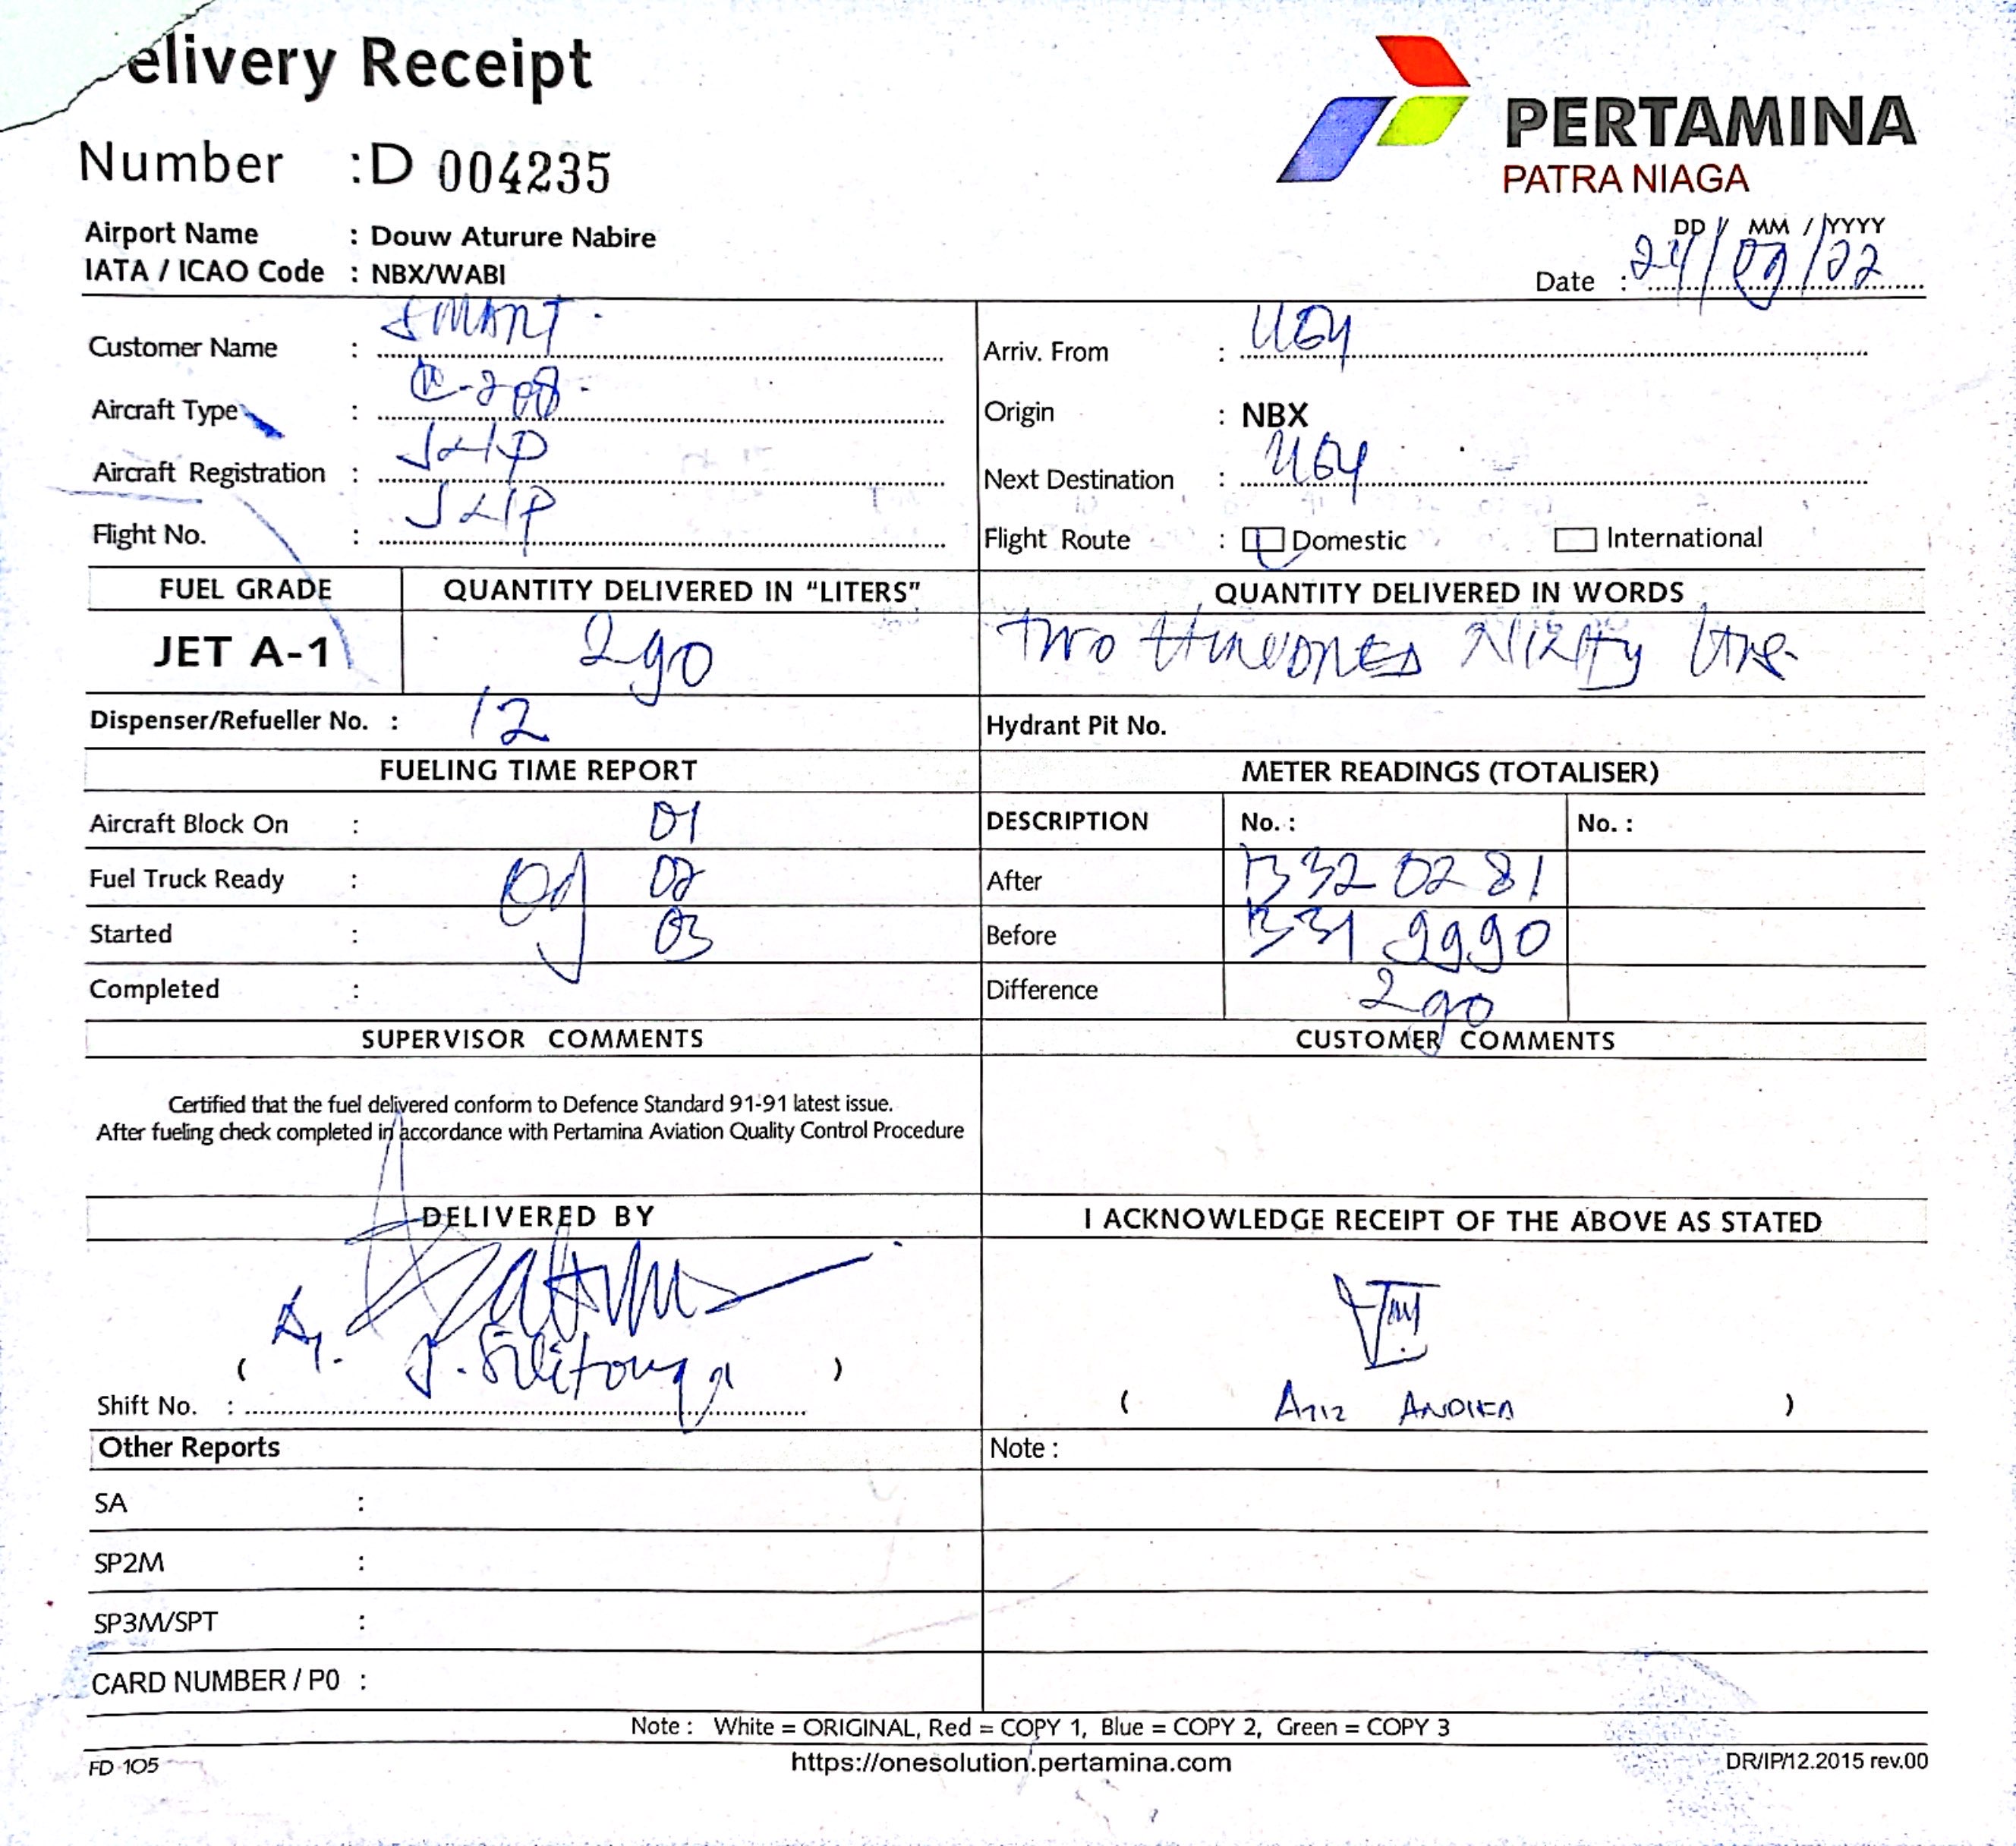 elivery Receipt
PERTAMINA
PATRA NIAGA
Number : D 004235
Airport Name : Douw Aturure Nabire
IATA / ICAO Code : NBX/WABI
DD / MM / YYYY
Date : 24/09/22
Customer Name : SMART
Arriv. From : UGY
Aircraft Type : C-208
Origin : NBX
Aircraft Registration : SLIP
Next Destination : UGY
Flight No. : SLIP
Flight Route : Domestic International
FUEL GRADE QUANTITY DELIVERED IN "LITERS" QUANTITY DELIVERED IN WORDS
JET A-1 290 Two
Dispenser/Refueller No. : 12 Hydrant Pit No.
FUELING TIME REPORT METER READINGS (TOTALISER)
Aircraft Block On : 01 DESCRIPTION No. : No. :
Fuel Truck Ready : 02 After 133202 81
Started : 03 Before 1331 9990
Completed : Difference 290
SUPERVISOR COMMENTS CUSTOMER COMMENTS
Certified that the fuel delivered conform to Defence Standard 91-91 latest issue.
After fueling check completed in accordance with Pertamina Aviation Quality Control Procedure
DELIVERED BY I ACKNOWLEDGE RECEIPT OF THE ABOVE AS STATED
( )
Shift No. :
( AZIZ ANDIKA )
Other Reports Note :
SA :
SP2M :
SP3M/SPT :
CARD NUMBER / P0 :
Note : White = ORIGINAL, Red = COPY 1, Blue = COPY 2, Green = COPY 3
FD-105 https://onesolution.pertamina.com DR/IP/12.2015 rev.00